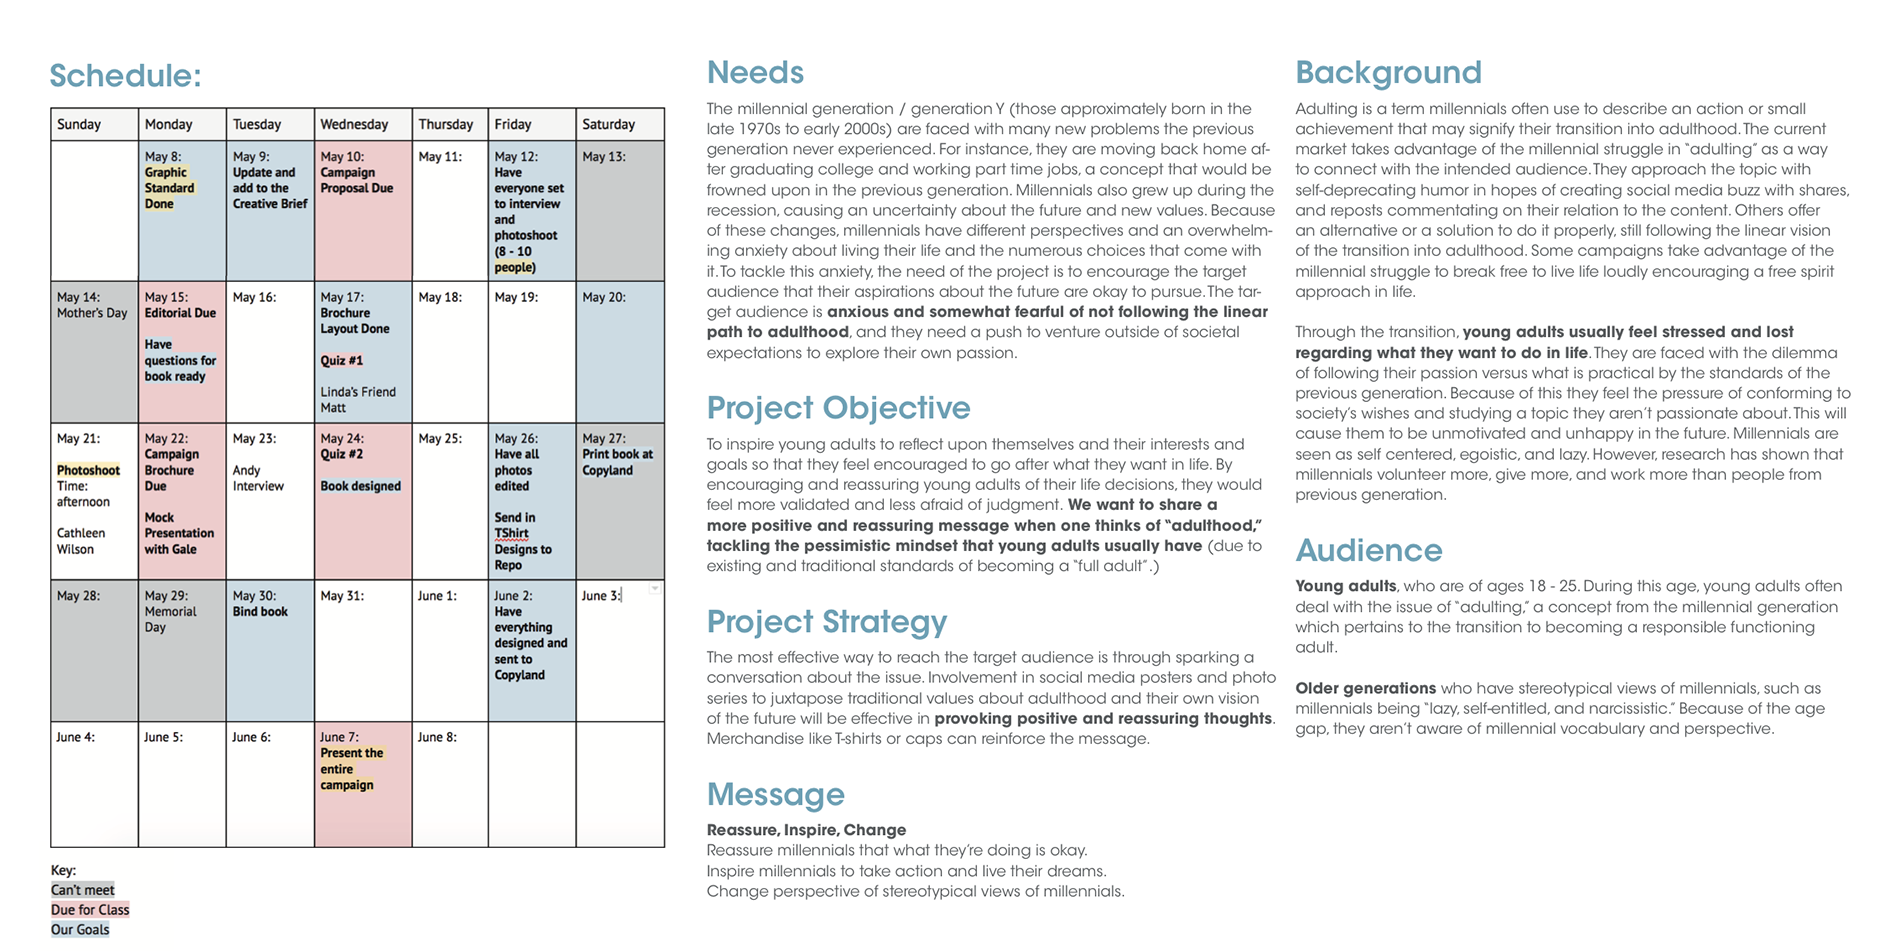 Schedule:
Sunday Monday Tuesday Wednesday Thursday Friday Saturday
May 8:
Graphic
Standard
Done
May 9:
Update and
add to the
Creative Brief
May 10:
Campaign
Proposal Due
May 11:
May 12:
Have
everyone set
to interview
and
photoshoot
(8 - 10
people)
May 13:
May 14:
Mother's Day
May 15:
Editorial Due
Have
questions for
book ready
May 16:
May 17:
Brochure
Layout Done
Quiz #1
Linda's Friend
Matt
May 18:
May 19:
May 20:
May 21:
Photoshoot
Time:
afternoon
Cathleen
Wilson
May 22:
Campaign
Brochure
Due
Mock
Presentation
with Gale
May 23:
Andy
Interview
May 24:
Quiz #2
Book designed
May 25:
May 26:
Have all
photos
edited
Send in
TShirt
Designs to
Repo
May 27:
Print book at
Copyland
May 28:
May 29:
Memorial
Day
May 30:
Bind book
May 31:
June 1:
June 2:
Have
everything
designed and
sent to
Copyland
June 3:
June 4:
June 5:
June 6:
June 7:
Present the
entire
campaign
June 8:
Key:
Can't meet
Due for Class
Our Goals
Needs
The millennial generation / generation Y (those approximately born in the
late 1970s to early 2000s) are faced with many new problems the previous
generation never experienced. For instance, they are moving back home af-
ter graduating college and working part time jobs, a concept that would be
frowned upon in the previous generation. Millennials also grew up during the
recession, causing an uncertainty about the future and new values. Because
of these changes, millennials have different perspectives and an overwhelm-
ing anxiety about living their life and the numerous choices that come with
it. To tackle this anxiety, the need of the project is to encourage the target
audience that their aspirations about the future are okay to pursue. The tar-
get audience is anxious and somewhat fearful of not following the linear
path to adulthood, and they need a push to venture outside of societal
expectations to explore their own passion.
Project Objective
To inspire young adults to reflect upon themselves and their interests and
goals so that they feel encouraged to go after what they want in life. By
encouraging and reassuring young adults of their life decisions, they would
feel more validated and less afraid of judgment. We want to share a
more positive and reassuring message when one thinks of "adulthood,"
tackling the pessimistic mindset that young adults usually have (due to
existing and traditional standards of becoming a "full adult".)
Project Strategy
The most effective way to reach the target audience is through sparking a
conversation about the issue. Involvement in social media posters and photo
series to juxtapose traditional values about adulthood and their own vision
of the future will be effective in provoking positive and reassuring thoughts.
Merchandise like T-shirts or caps can reinforce the message.
Message
Reassure, Inspire, Change
Reassure millennials that what they're doing is okay.
Inspire millennials to take action and live their dreams.
Change perspective of stereotypical views of millennials.
Background
Adulting is a term millennials often use to describe an action or small
achievement that may signify their transition into adulthood. The current
market takes advantage of the millennial struggle in "adulting" as a way
to connect with the intended audience. They approach the topic with
self-deprecating humor in hopes of creating social media buzz with shares,
and reposts commentating on their relation to the content. Others offer
an alternative or a solution to do it properly, still following the linear vision
of the transition into adulthood. Some campaigns take advantage of the
millennial struggle to break free to live life loudly encouraging a free spirit
approach in life.
Through the transition, young adults usually feel stressed and lost
regarding what they want to do in life. They are faced with the dilemma
of following their passion versus what is practical by the standards of the
previous generation. Because of this they feel the pressure of conforming to
society's wishes and studying a topic they aren't passionate about. This will
cause them to be unmotivated and unhappy in the future. Millennials are
seen as self centered, egoistic, and lazy. However, research has shown that
millennials volunteer more, give more, and work more than people from
previous generation.
Audience
Young adults, who are of ages 18 - 25. During this age, young adults often
deal with the issue of "adulting," a concept from the millennial generation
which pertains to the transition to becoming a responsible functioning
adult.
Older generations who have stereotypical views of millennials, such as
millennials being "lazy, self-entitled, and narcissistic." Because of the age
gap, they aren't aware of millennial vocabulary and perspective.